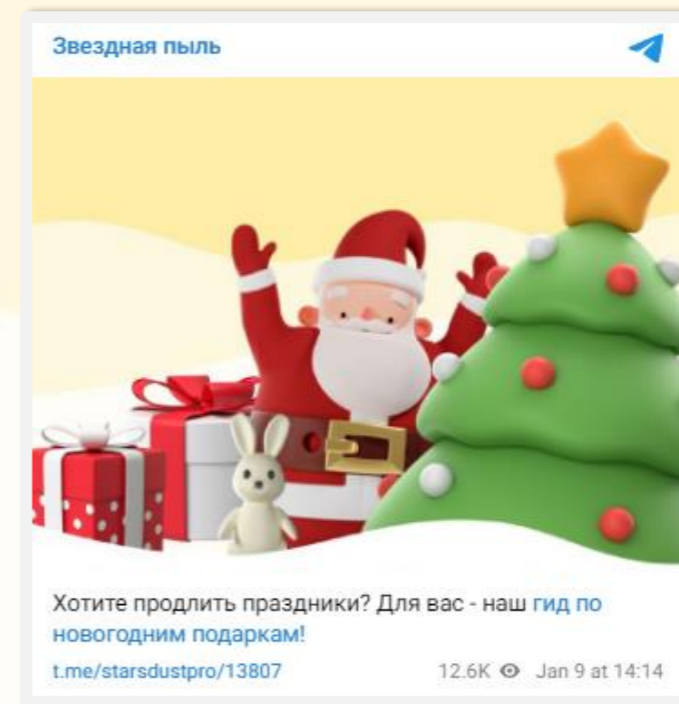 Звездная пыль
Хотите продлить праздники? Для вас - наш гид по
новогодним подаркам!
t.me/starsdustpro/13807 12.6K Jan 9 at 14:14